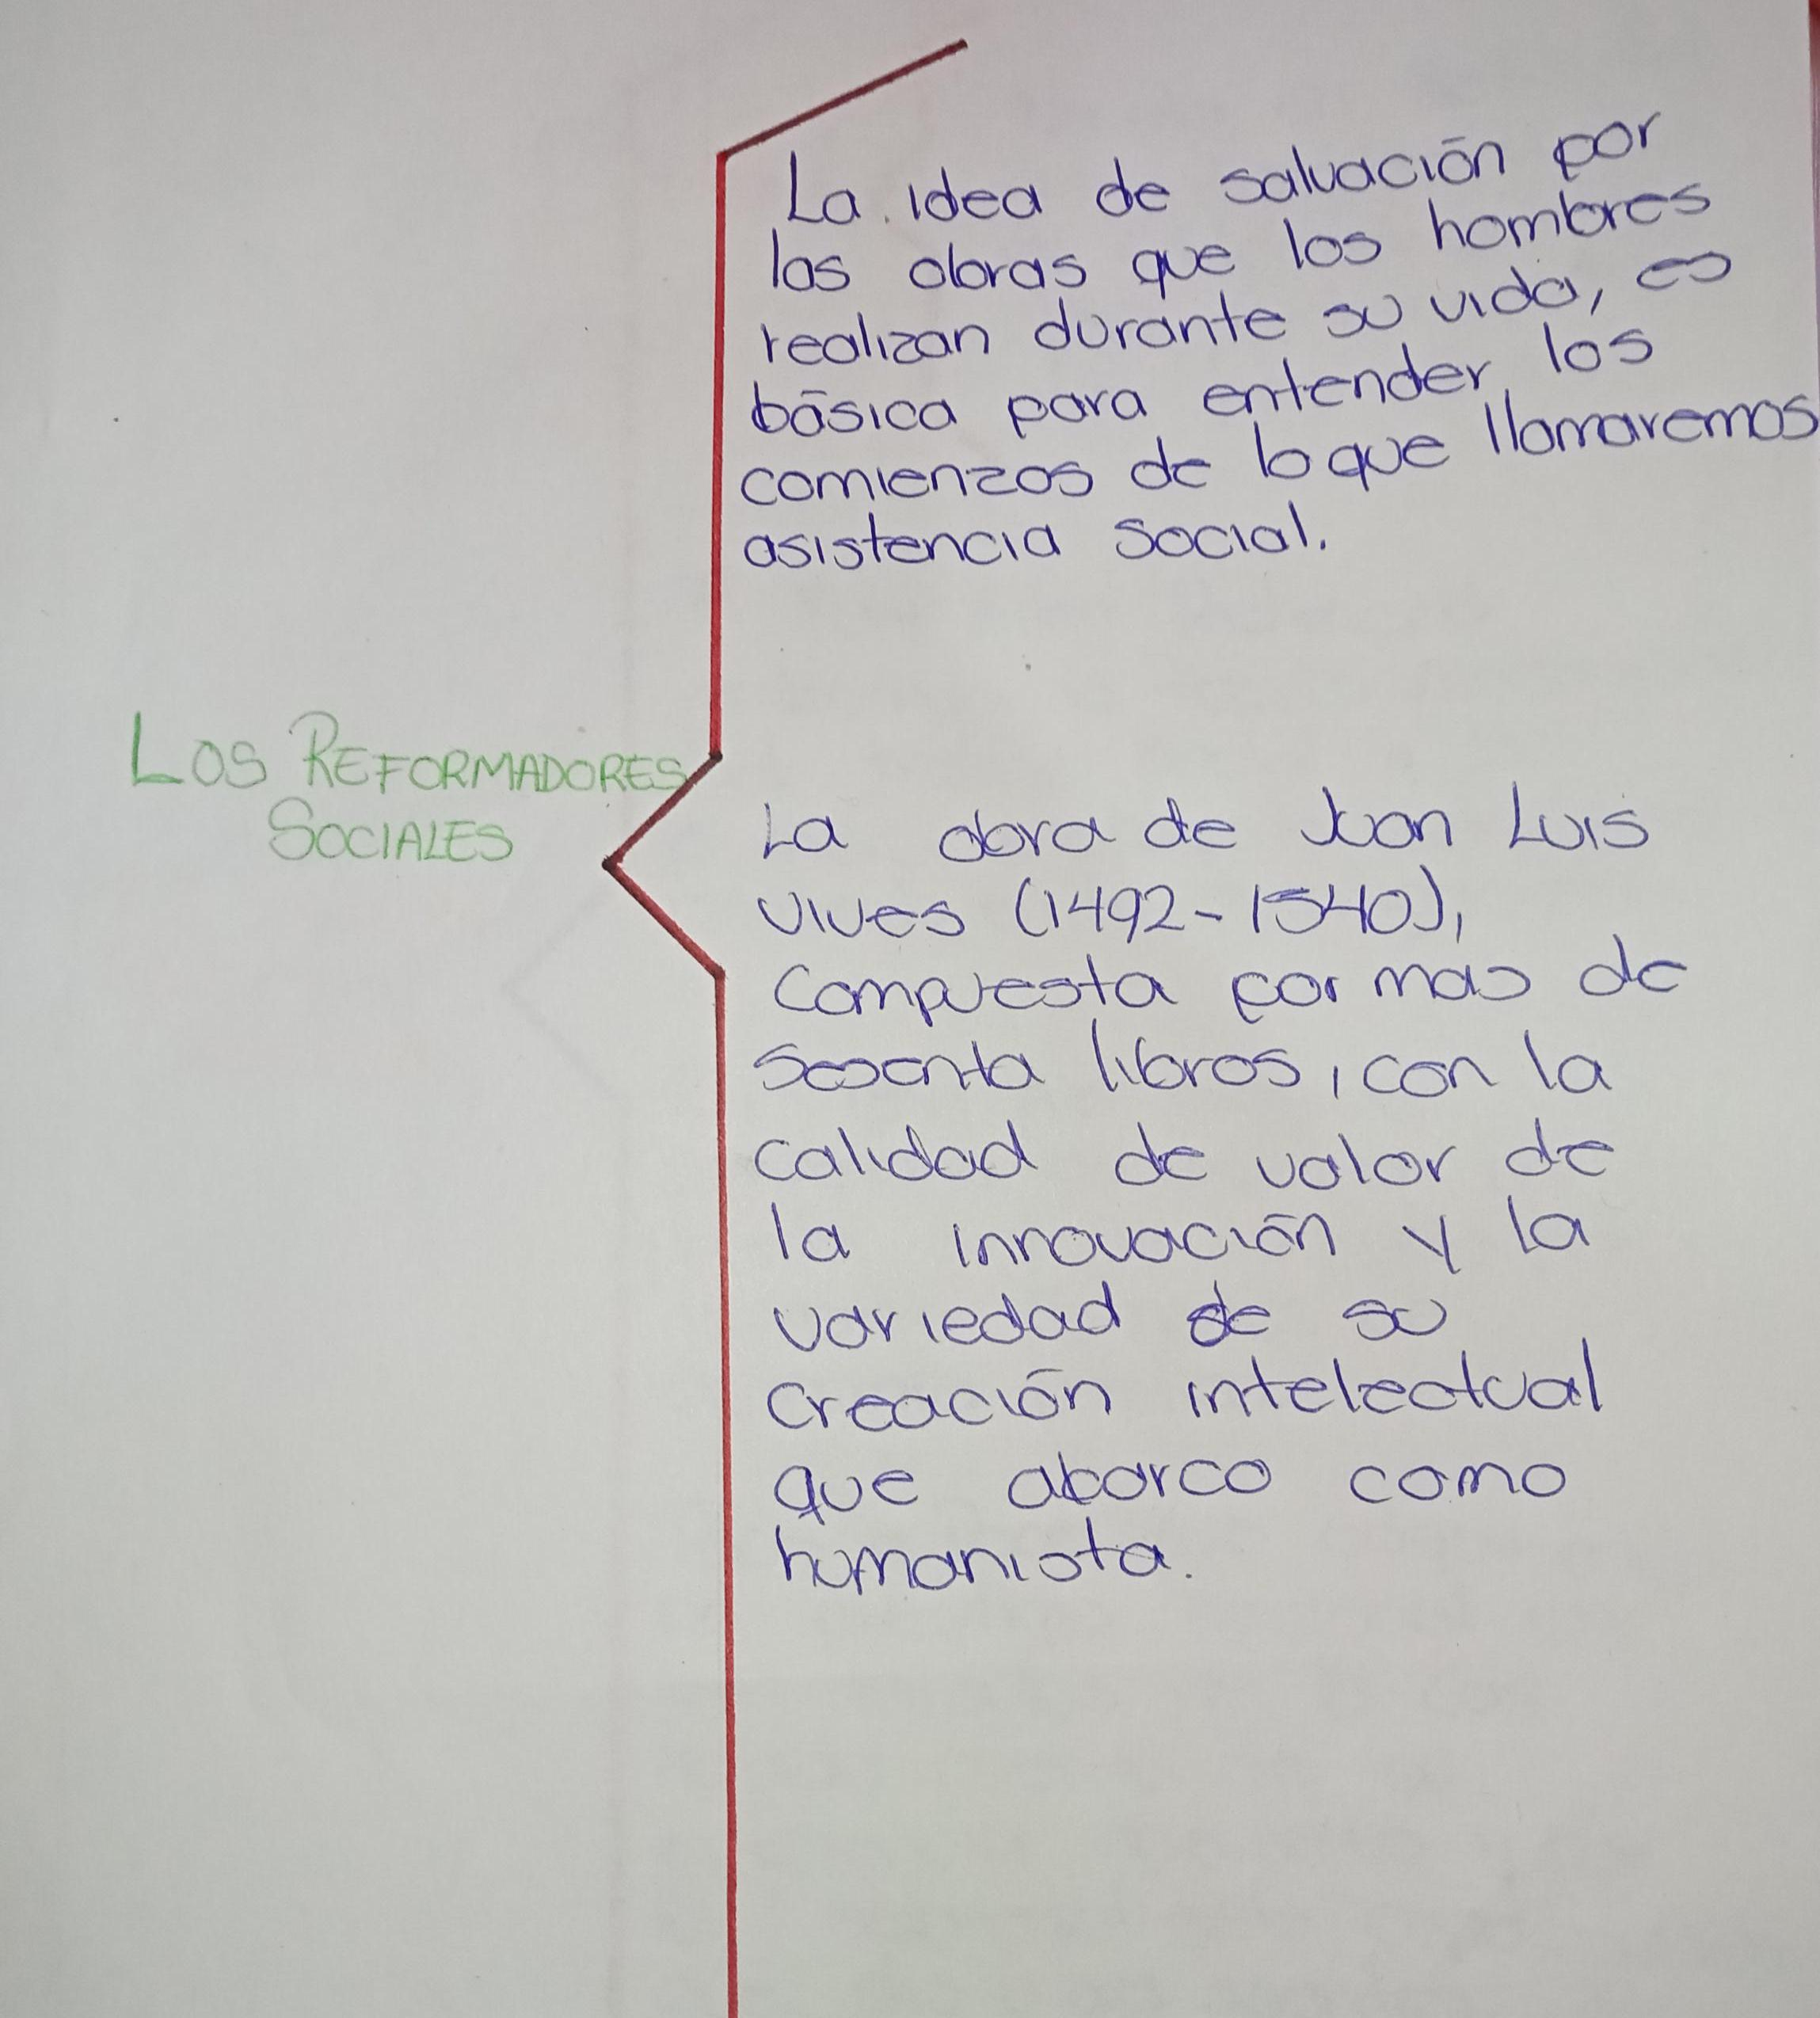 La idea de salvación por
las obras que los hombres
realizan durante su vida, es
básica para entender los
comienzos de lo que llamaremos
asistencia social.
LOS REFORMADORES
SOCIALES
La obra de Juan Luis
Vives (1492-1540),
Compuesta por mas de
sesenta libros, con la
calidad de valor de
la innovación y la
variedad de su
creación intelectual
que abarco como
humanista.